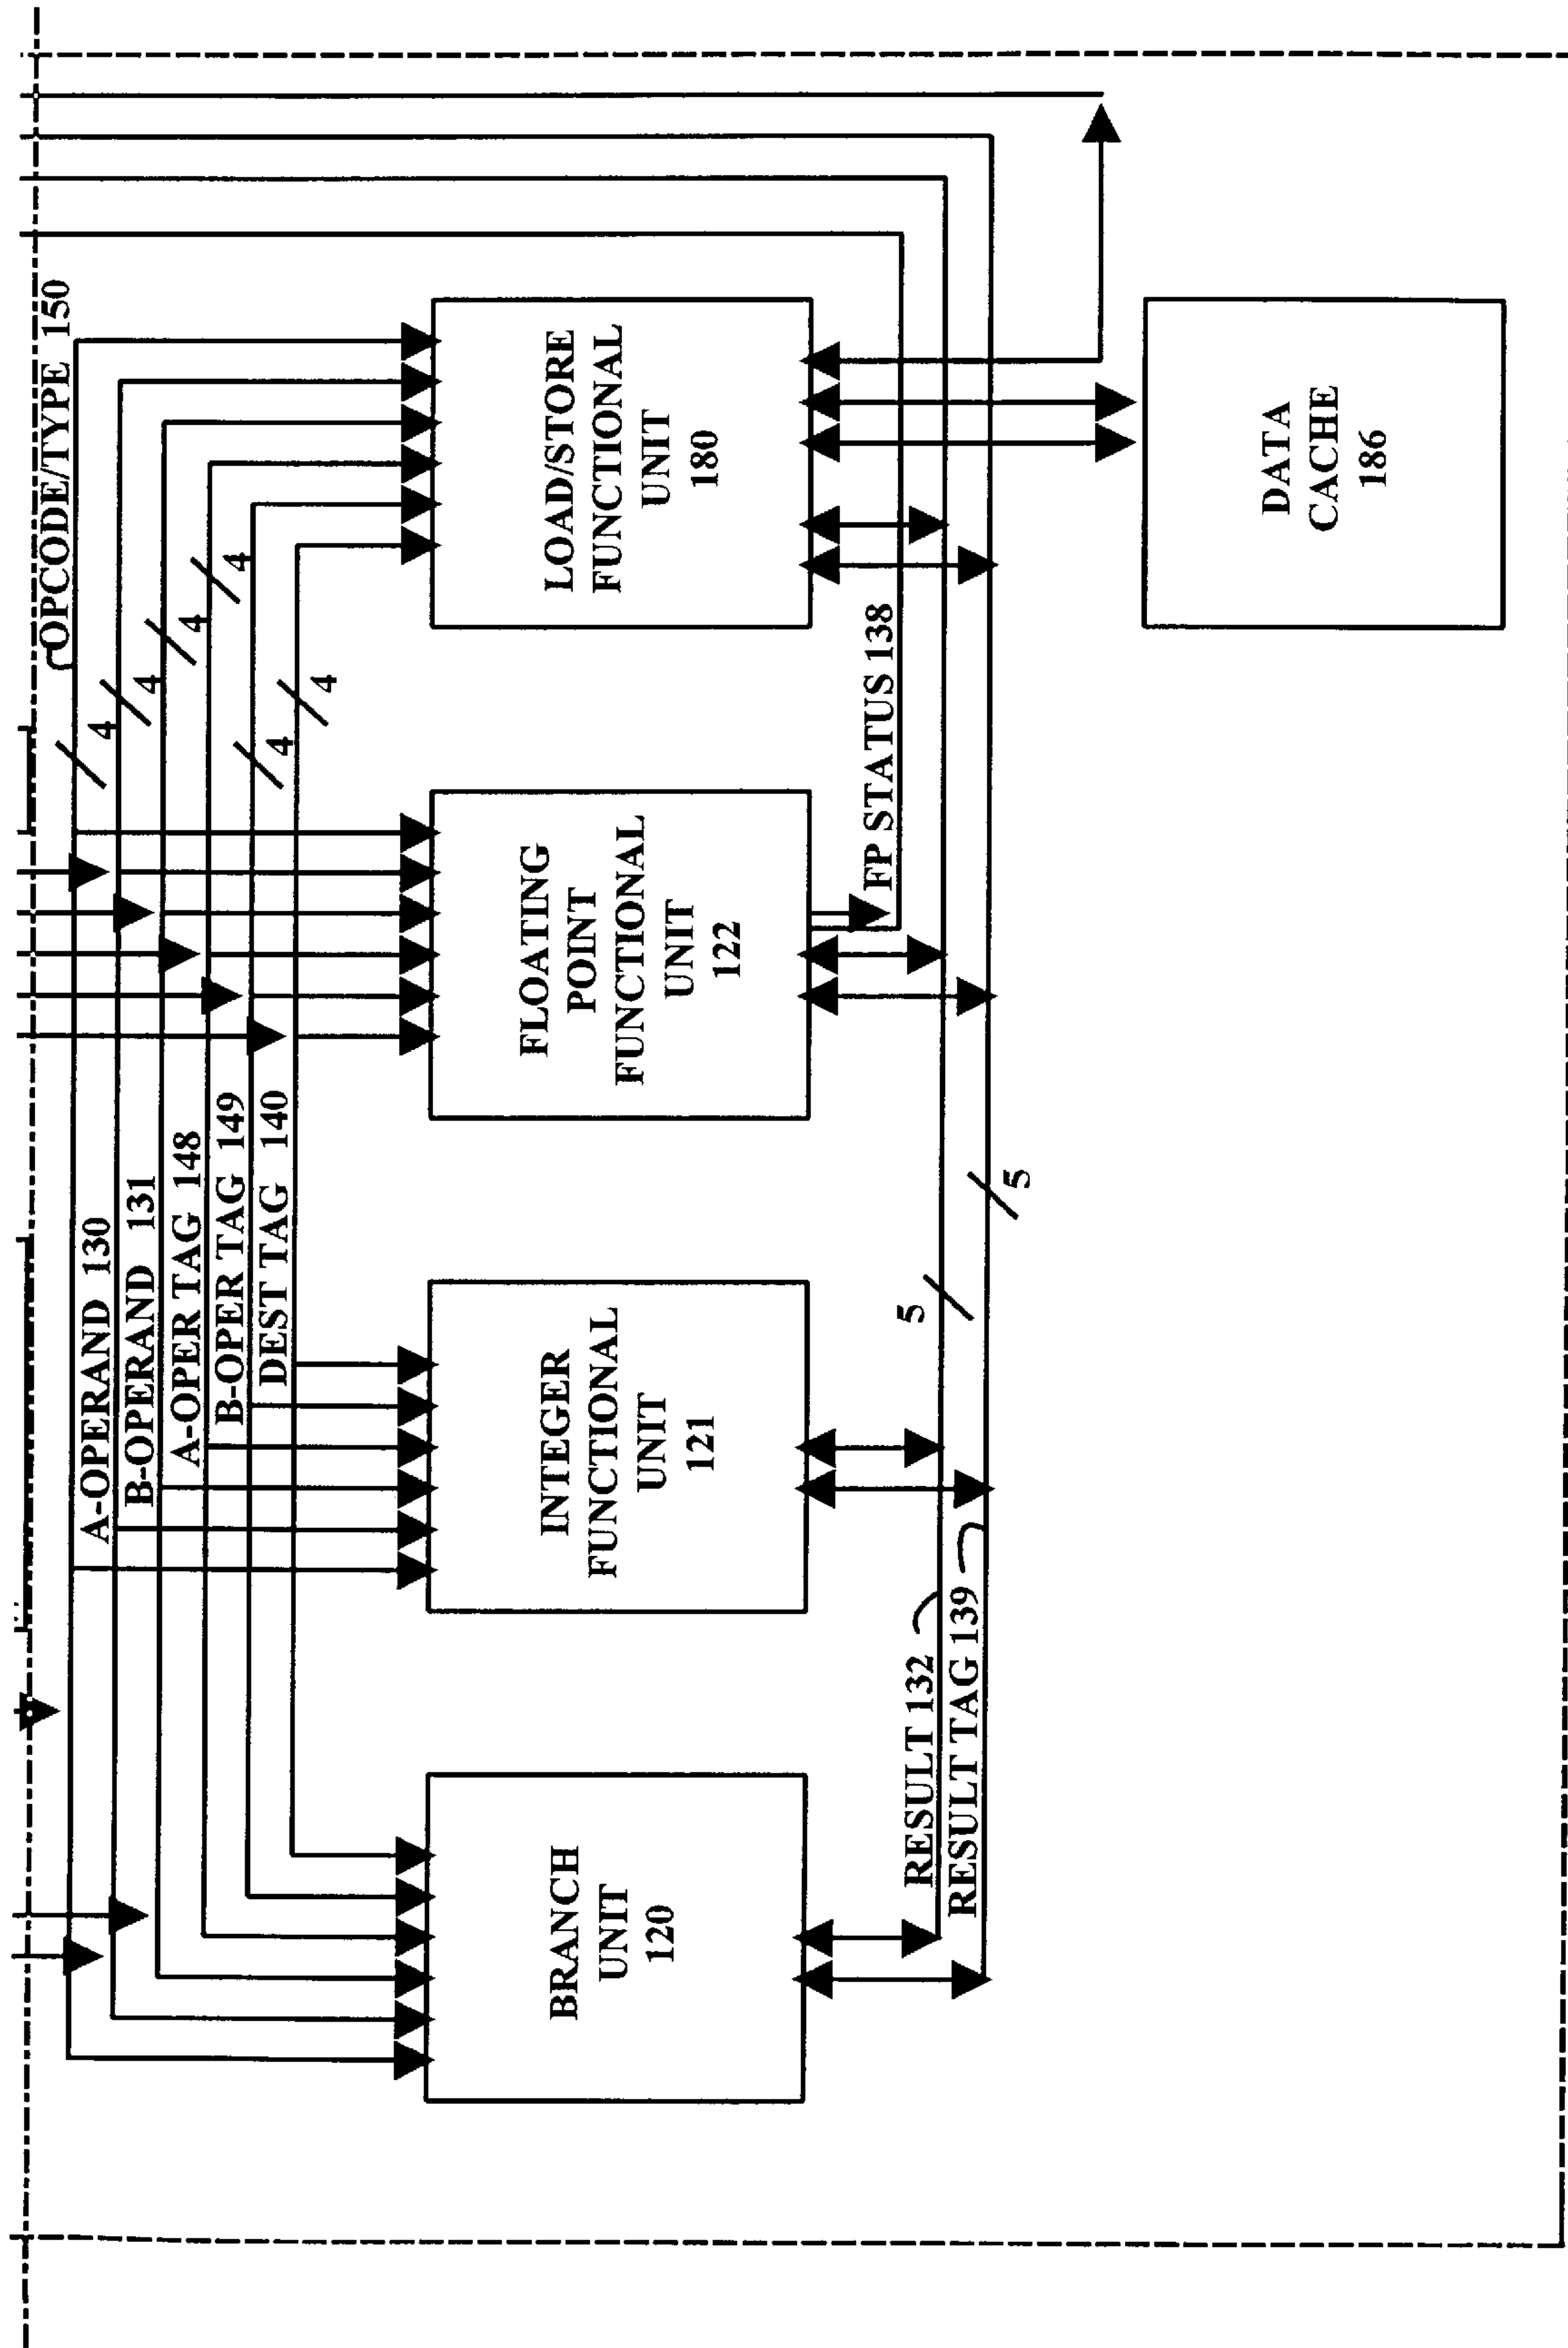 OPCODE/TYPE 150
A-OPERAND 130
4
B-OPERAND 131
4
A-OPER TAG 148
4
B-OPER TAG 149
4
DEST TAG 140
4
4
BRANCH
UNIT
120
INTEGER
FUNCTIONAL
UNIT
121
FLOATING
POINT
FUNCTIONAL
UNIT
122
LOAD/STORE
FUNCTIONAL
UNIT
180
FP STATUS 138
RESULT 132
5
RESULT TAG 139
5
DATA
CACHE
186